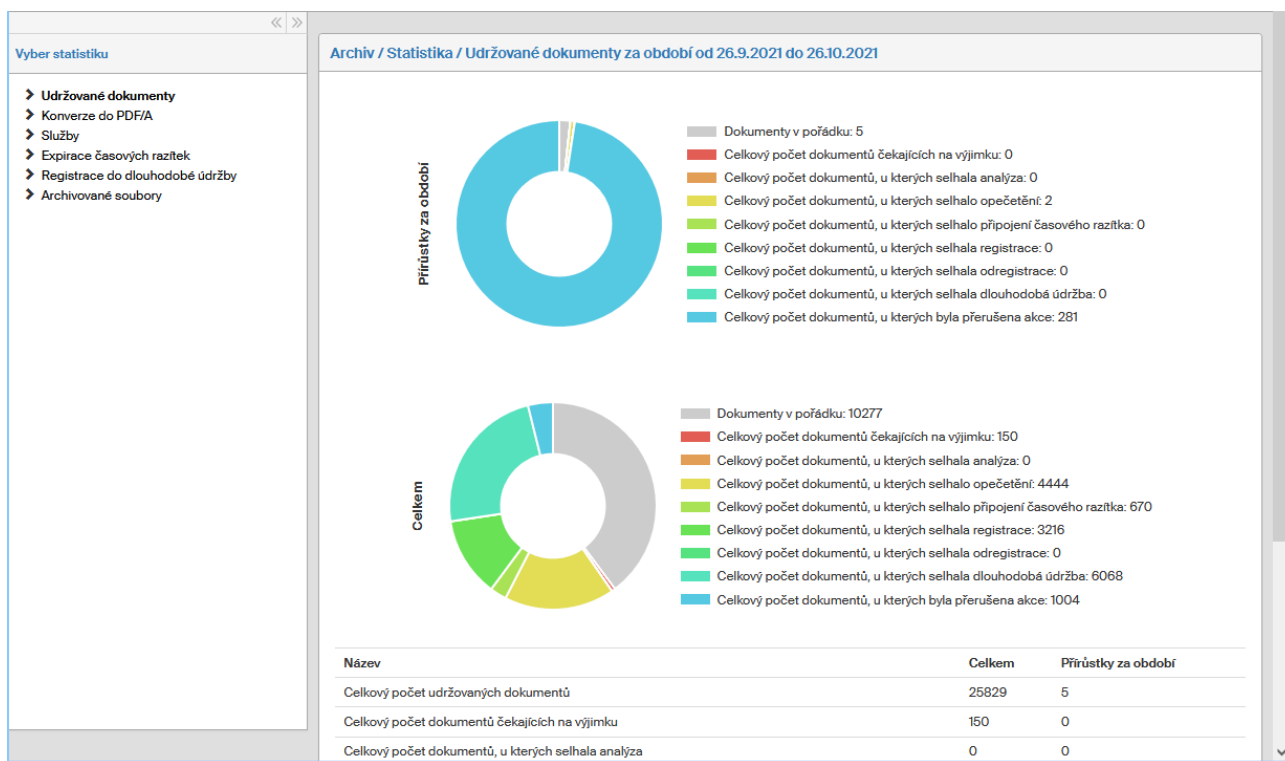 Vyber statistiku
Udržované dokumenty
Konverze do PDF/A
Služby
Expirace časových razítek
Registrace do dlouhodobé údržby
Archivované soubory
Archiv / Statistika / Udržované dokumenty za období od 26.9.2021 do 26.10.2021
Přírůstky za období
Dokumenty v pořádku: 5
Celkový počet dokumentů čekajících na výjimku: 0
Celkový počet dokumentů, u kterých selhala analýza: 0
Celkový počet dokumentů, u kterých selhalo opečetění: 2
Celkový počet dokumentů, u kterých selhalo připojení časového razítka: 0
Celkový počet dokumentů, u kterých selhala registrace: 0
Celkový počet dokumentů, u kterých selhala odregistrace: 0
Celkový počet dokumentů, u kterých selhala dlouhodobá údržba: 0
Celkový počet dokumentů, u kterých byla přerušena akce: 281
Celkem
Dokumenty v pořádku: 10277
Celkový počet dokumentů čekajících na výjimku: 150
Celkový počet dokumentů, u kterých selhala analýza: 0
Celkový počet dokumentů, u kterých selhalo opečetění: 4444
Celkový počet dokumentů, u kterých selhalo připojení časového razítka: 670
Celkový počet dokumentů, u kterých selhala registrace: 3216
Celkový počet dokumentů, u kterých selhala odregistrace: 0
Celkový počet dokumentů, u kterých selhala dlouhodobá údržba: 6068
Celkový počet dokumentů, u kterých byla přerušena akce: 1004
Název Celkem Přírůstky za období
Celkový počet udržovaných dokumentů 25829 5
Celkový počet dokumentů čekajících na výjimku 150 0
Celkový počet dokumentů, u kterých selhala analýza 0 0